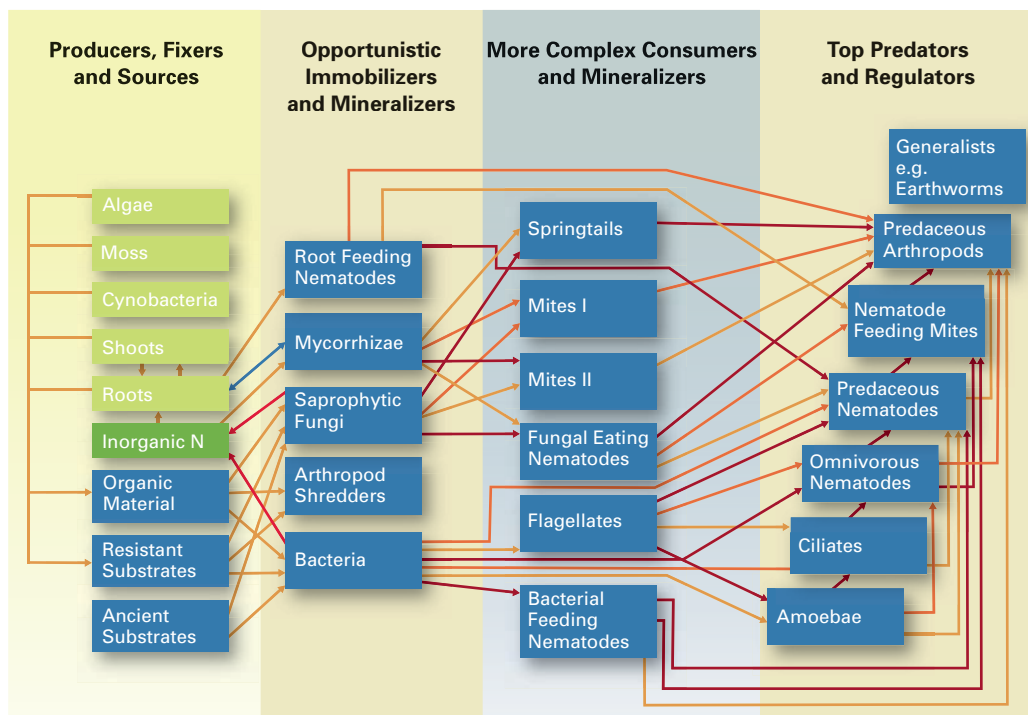 Producers, Fixers
and Sources
Opportunistic
Immobilizers
and Mineralizers
More Complex Consumers
and Mineralizers
Top Predators
and Regulators
Algae
Moss
Cynobacteria
Shoots
Roots
Inorganic N
Organic
Material
Resistant
Substrates
Ancient
Substrates
Root Feeding
Nematodes
Mycorrhizae
Saprophytic
Fungi
Arthropod
Shredders
Bacteria
Springtails
Mites I
Mites II
Fungal Eating
Nematodes
Flagellates
Bacterial
Feeding
Nematodes
Generalists
e.g.
Earthworms
Predaceous
Arthropods
Nematode
Feeding Mites
Predaceous
Nematodes
Omnivorous
Nematodes
Ciliates
Amoebae